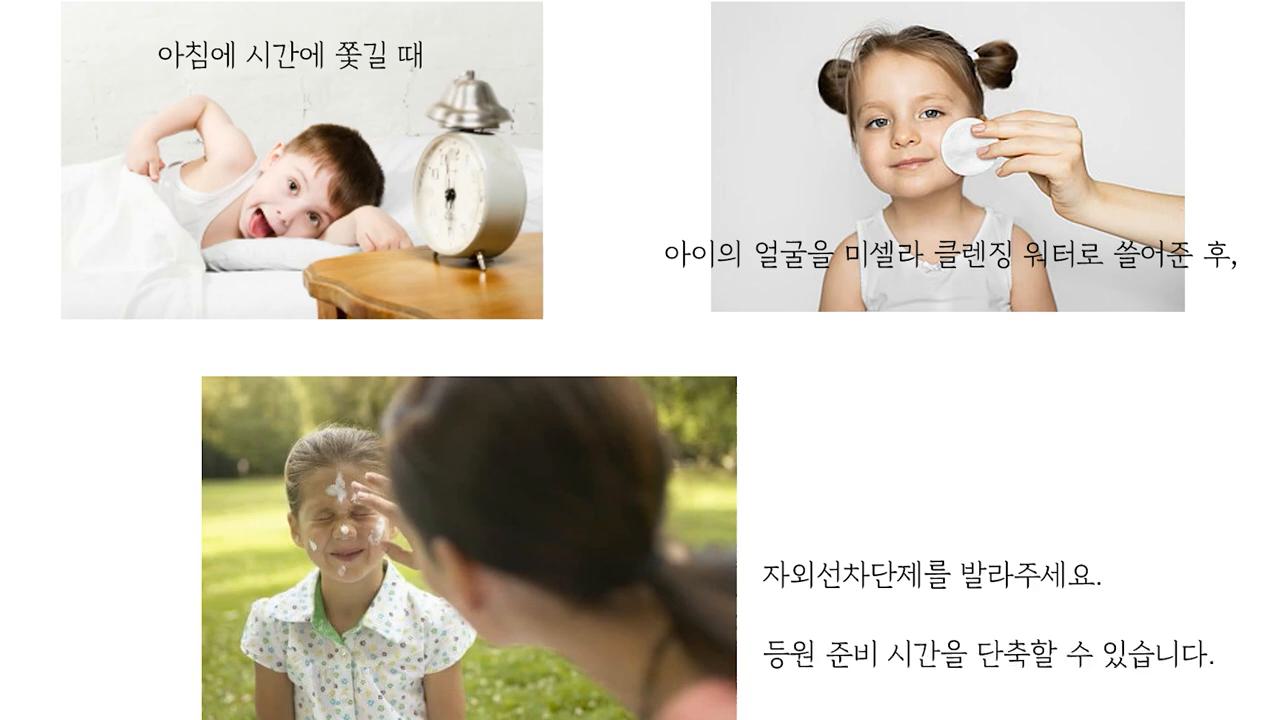 아침에 시간에 쫓길 때
아이의 얼굴을 미셀라 클렌징 워터로 쓸어준 후,
자외선차단제를 발라주세요.
등원 준비 시간을 단축할 수 있습니다.